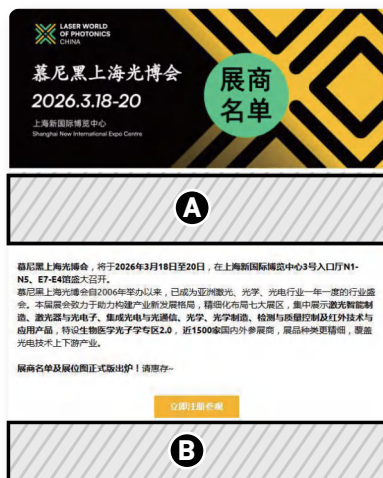 LASER WORLD
OF PHOTONICS
CHINA
慕尼黑上海光博会
2026.3.18-20
上海新国际博览中心
Shanghai New International Expo Centre
展商
名单
A
慕尼黑上海光博会，将于2026年3月18日至20日，在上海新国际博览中心3号入口厅N1-
N5、E7-E4馆盛大召开。
慕尼黑上海光博会自2006年举办以来，已成为亚洲激光、光学、光电行业一年一度的行业盛
会。本届展会致力于助力构建产业新发展格局，精细化布局七大展区，集中展示激光智能制
造、激光器与光电子、集成光电与光通信、光学、光学制造、检测与质量控制及红外技术与
应用产品，特设生物医学光子学专区2.0，近1500家国内外参展商，展品种类更精细，覆盖
光电技术上下游产业。
展商名单及展位图正式版出炉！请惠存~
立即注册参观
B